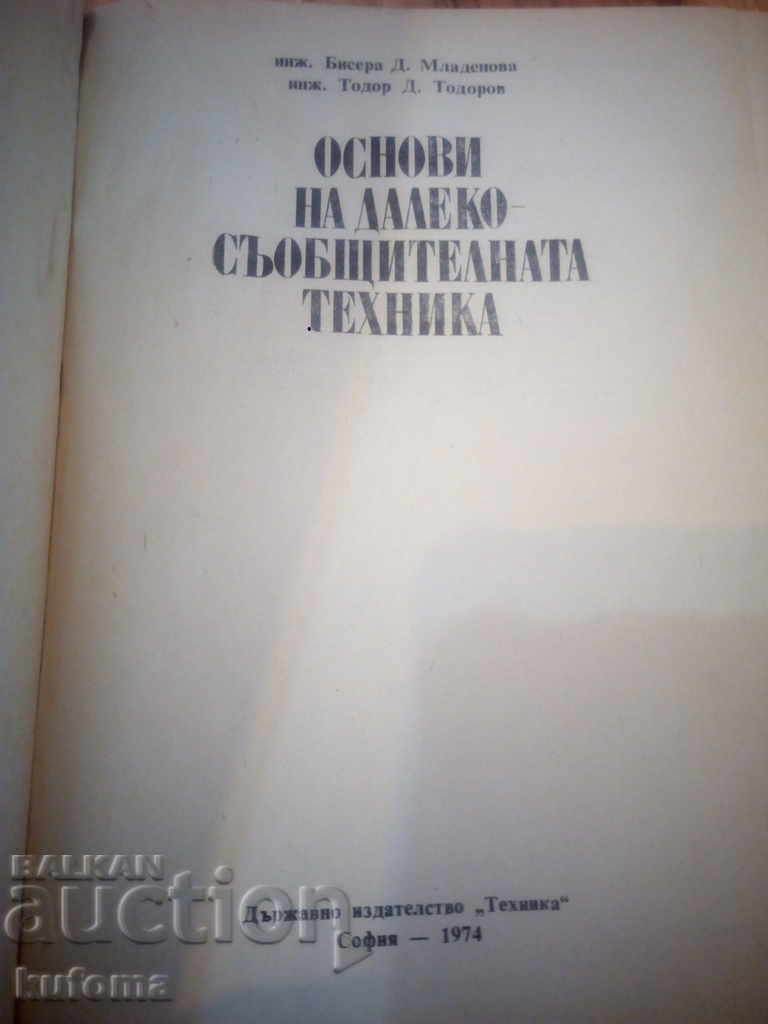 инж. Бисера Д. Младенова
инж. Тодор Д. Тодоров
ОСНОВИ
НА ДАЛЕКО-
СЪОБЩИТЕЛНАТА
ТЕХНИКА
Държавно издателство „Техника“
София — 1974
BALKAN
auction
kufoma